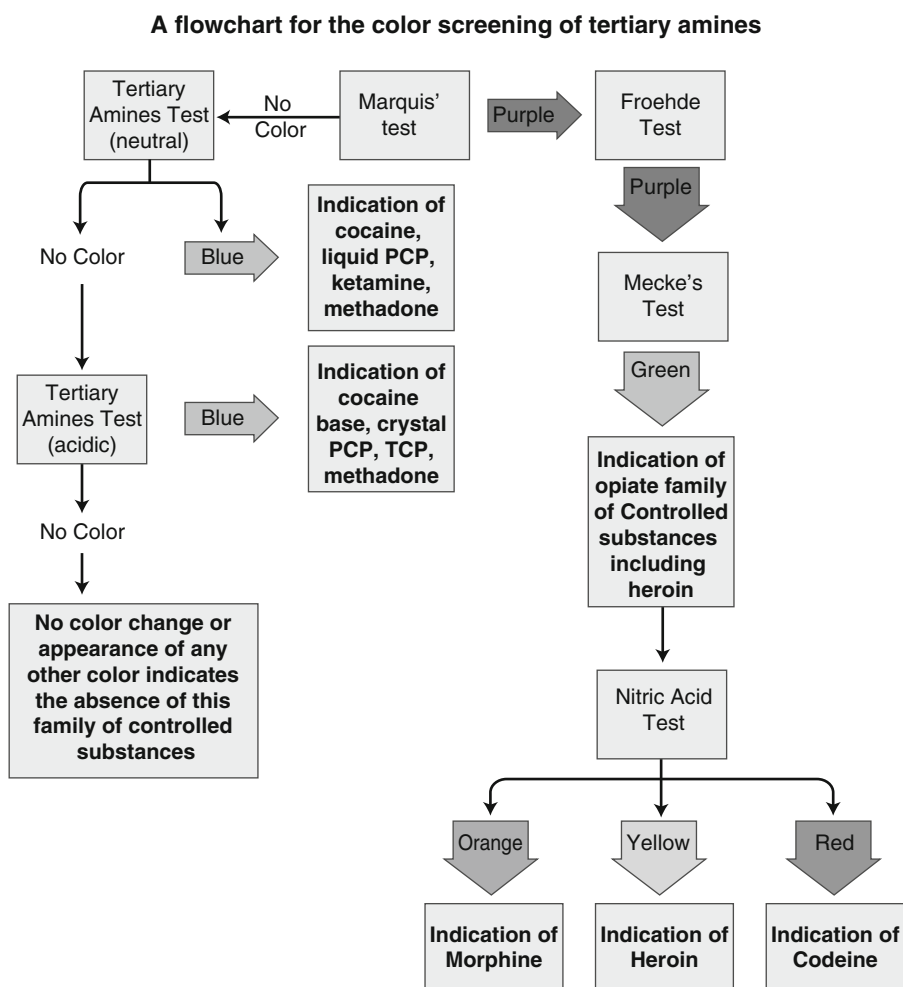 A flowchart for the color screening of tertiary amines
Tertiary
Amines Test
(neutral)
No
Color
Marquis’
test
Purple
Froehde
Test
Purple
No Color
Blue
Indication of
cocaine,
liquid PCP,
ketamine,
methadone
Mecke’s
Test
Green
Tertiary
Amines Test
(acidic)
Blue
Indication of
cocaine
base, crystal
PCP, TCP,
methadone
Indication of
opiate family
of Controlled
substances
including
heroin
No Color
No color change or
appearance of any
other color indicates
the absence of this
family of controlled
substances
Nitric Acid
Test
Orange
Yellow
Red
Indication of
Morphine
Indication of
Heroin
Indication of
Codeine